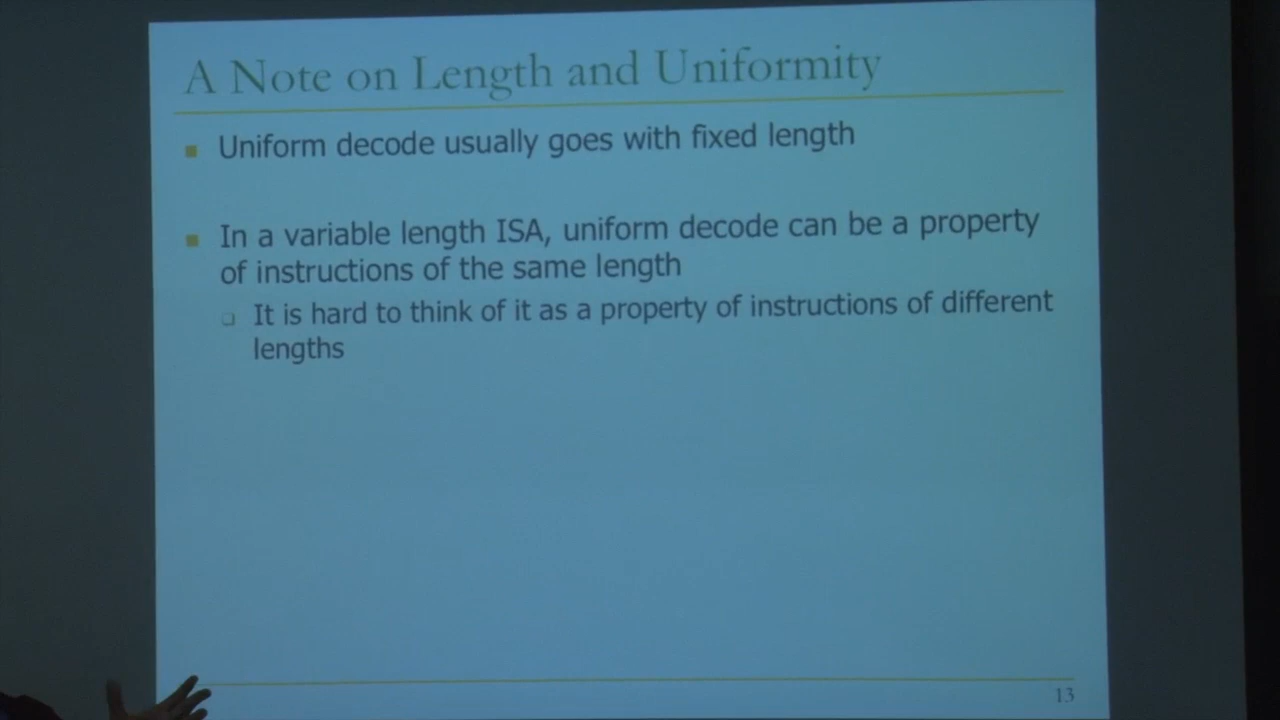 A Note on Length and Uniformity
Uniform decode usually goes with fixed length
In a variable length ISA, uniform decode can be a property
of instructions of the same length
It is hard to think of it as a property of instructions of different
lengths
13